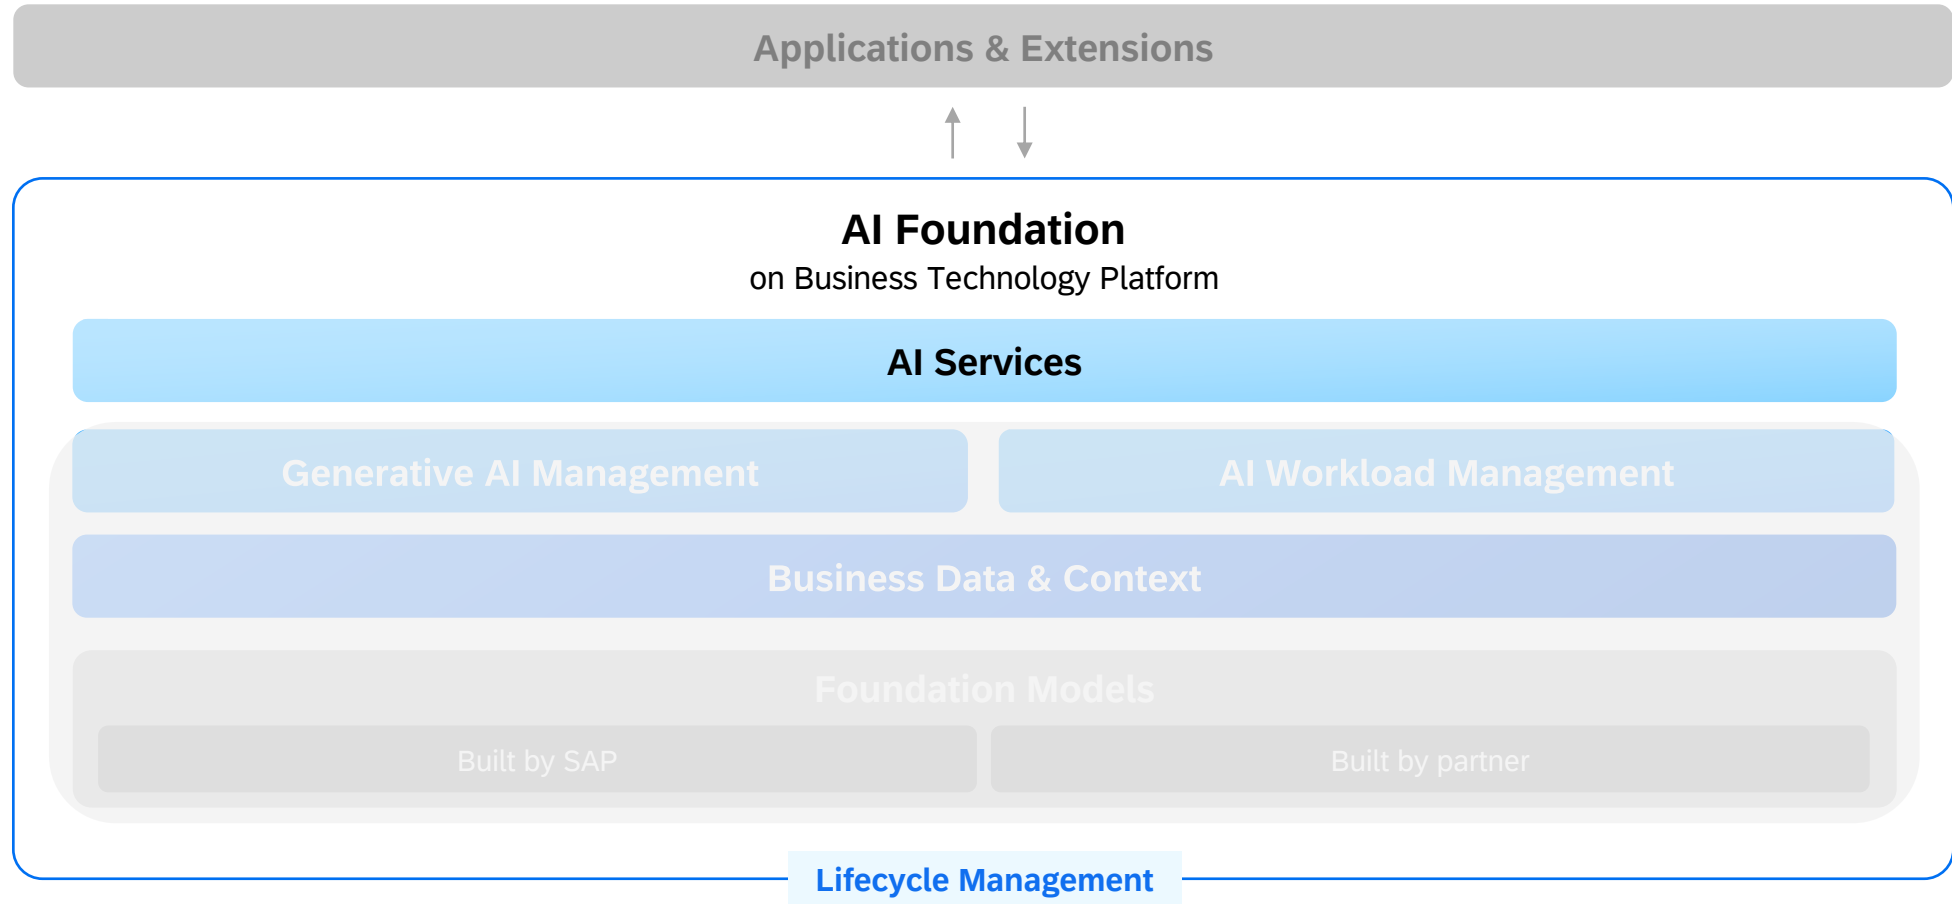 Applications & Extensions
AI Foundation
on Business Technology Platform
AI Services
Generative AI Management
AI Workload Management
Business Data & Context
Foundation Models
Built by SAP
Built by partner
Lifecycle Management